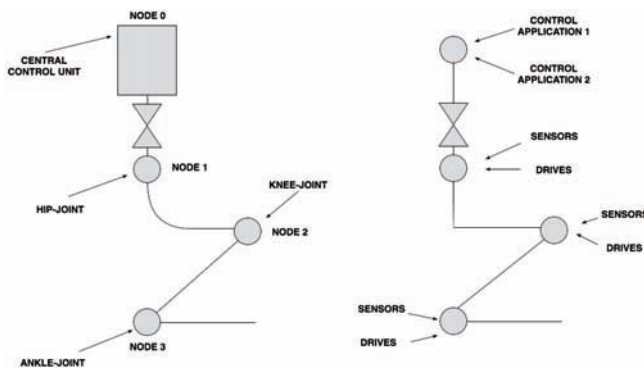 NODE 0
CENTRAL
CONTROL UNIT
NODE 1
HIP-JOINT
KNEE-JOINT
NODE 2
NODE 3
ANKLE-JOINT
CONTROL
APPLICATION 1
CONTROL
APPLICATION 2
SENSORS
DRIVES
SENSORS
DRIVES
SENSORS
DRIVES